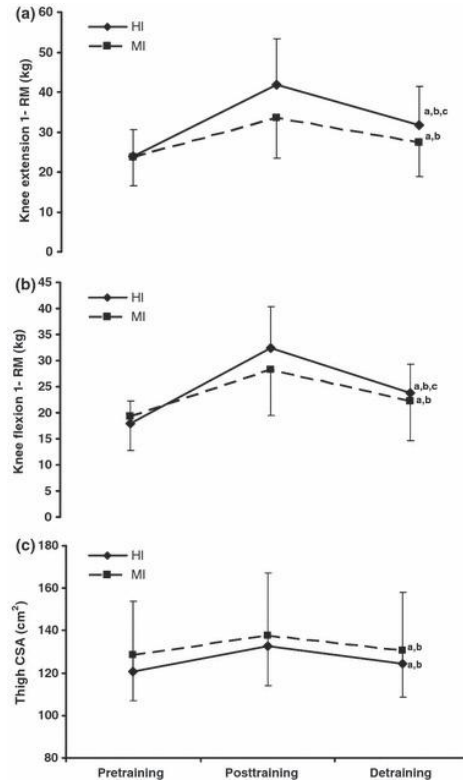 (a)
HI
MI
Knee extension 1- RM (kg)
60
50
40
30
20
10
0
a,b,c
a,b
(b)
HI
MI
Knee flexion 1- RM (kg)
45
40
35
30
25
20
15
10
5
0
a,b,c
a,b
(c)
HI
MI
Thigh CSA (cm²)
180
160
140
120
100
80
a,b
a,b
Pretraining Posttraining Detraining